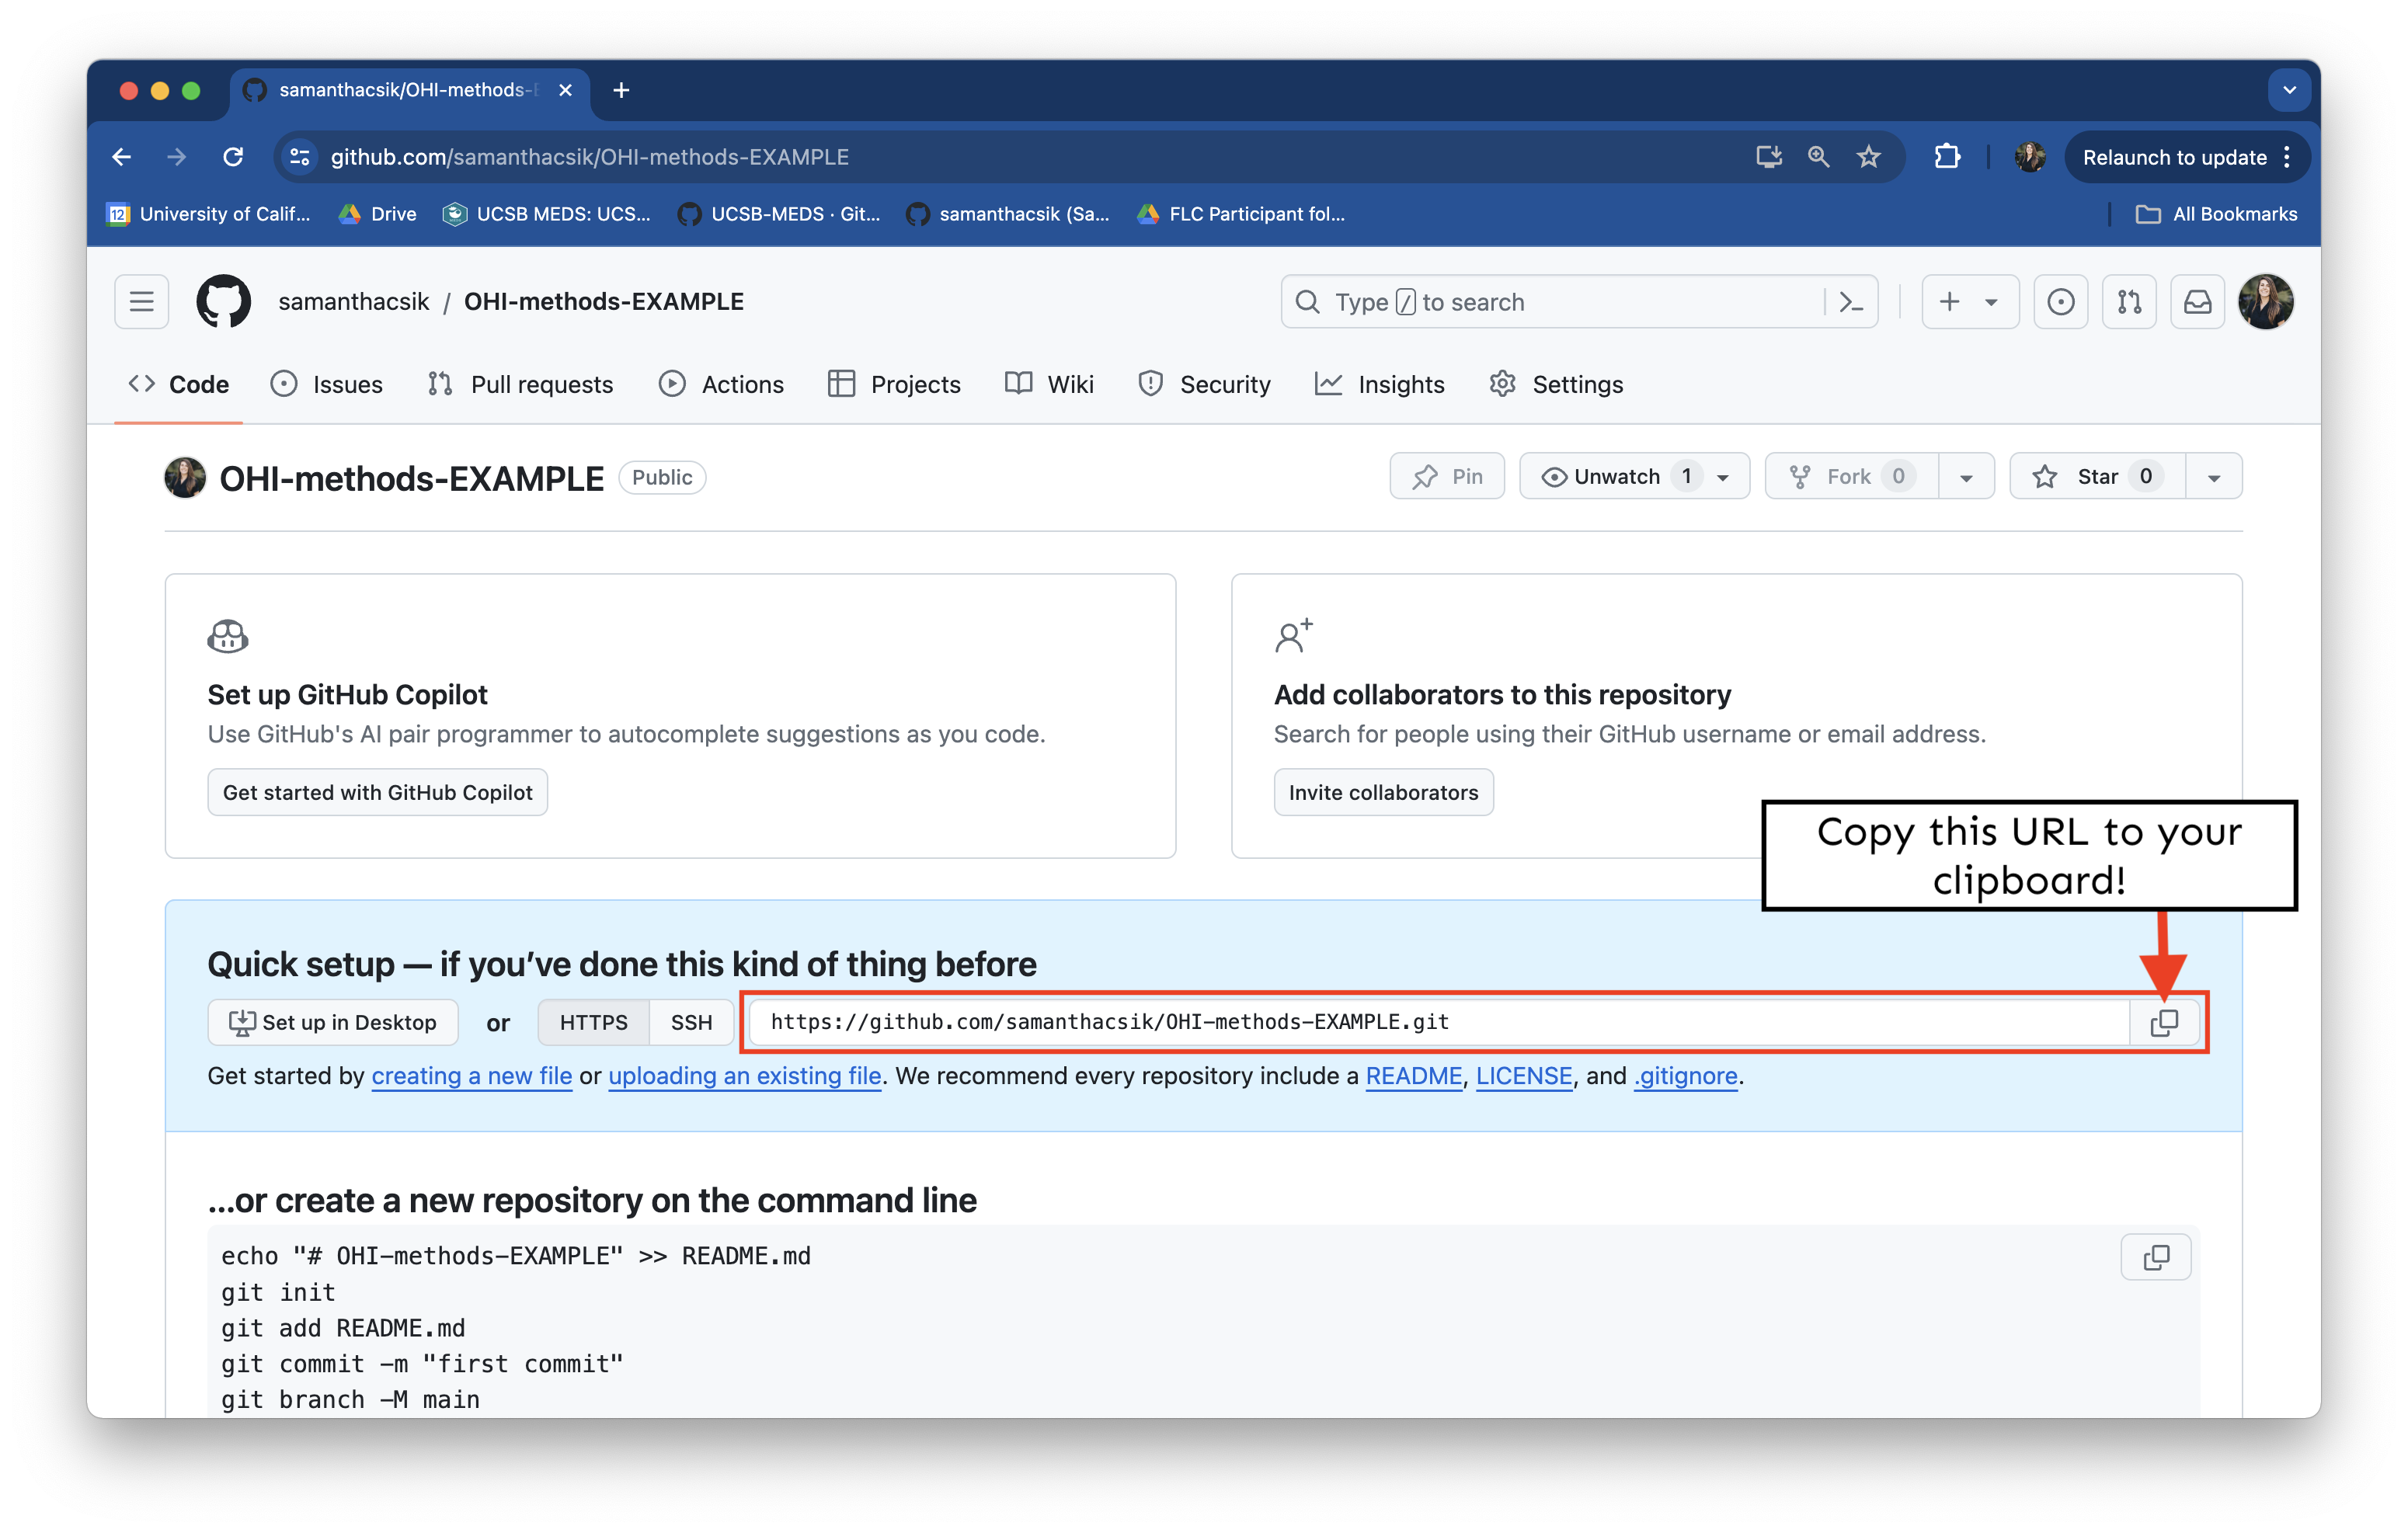 samanthacsik/OHI-methods-E
github.com/samanthacsik/OHI-methods-EXAMPLE
Relaunch to update
12 University of Calif...
Drive
UCSB MEDS: UCS...
UCSB-MEDS · Git...
samanthacsik (Sa...
FLC Participant fol...
All Bookmarks
samanthacsik / OHI-methods-EXAMPLE
Type / to search
Code
Issues
Pull requests
Actions
Projects
Wiki
Security
Insights
Settings
OHI-methods-EXAMPLE
Public
Pin
Unwatch 1
Fork 0
Star 0
Set up GitHub Copilot
Use GitHub's AI pair programmer to autocomplete suggestions as you code.
Get started with GitHub Copilot
Add collaborators to this repository
Search for people using their GitHub username or email address.
Invite collaborators
Copy this URL to your
clipboard!
Quick setup — if you’ve done this kind of thing before
Set up in Desktop
or
HTTPS
SSH
https://github.com/samanthacsik/OHI-methods-EXAMPLE.git
Get started by creating a new file or uploading an existing file. We recommend every repository include a README, LICENSE, and .gitignore.
...or create a new repository on the command line
echo "# OHI-methods-EXAMPLE" >> README.md
git init
git add README.md
git commit -m "first commit"
git branch -M main